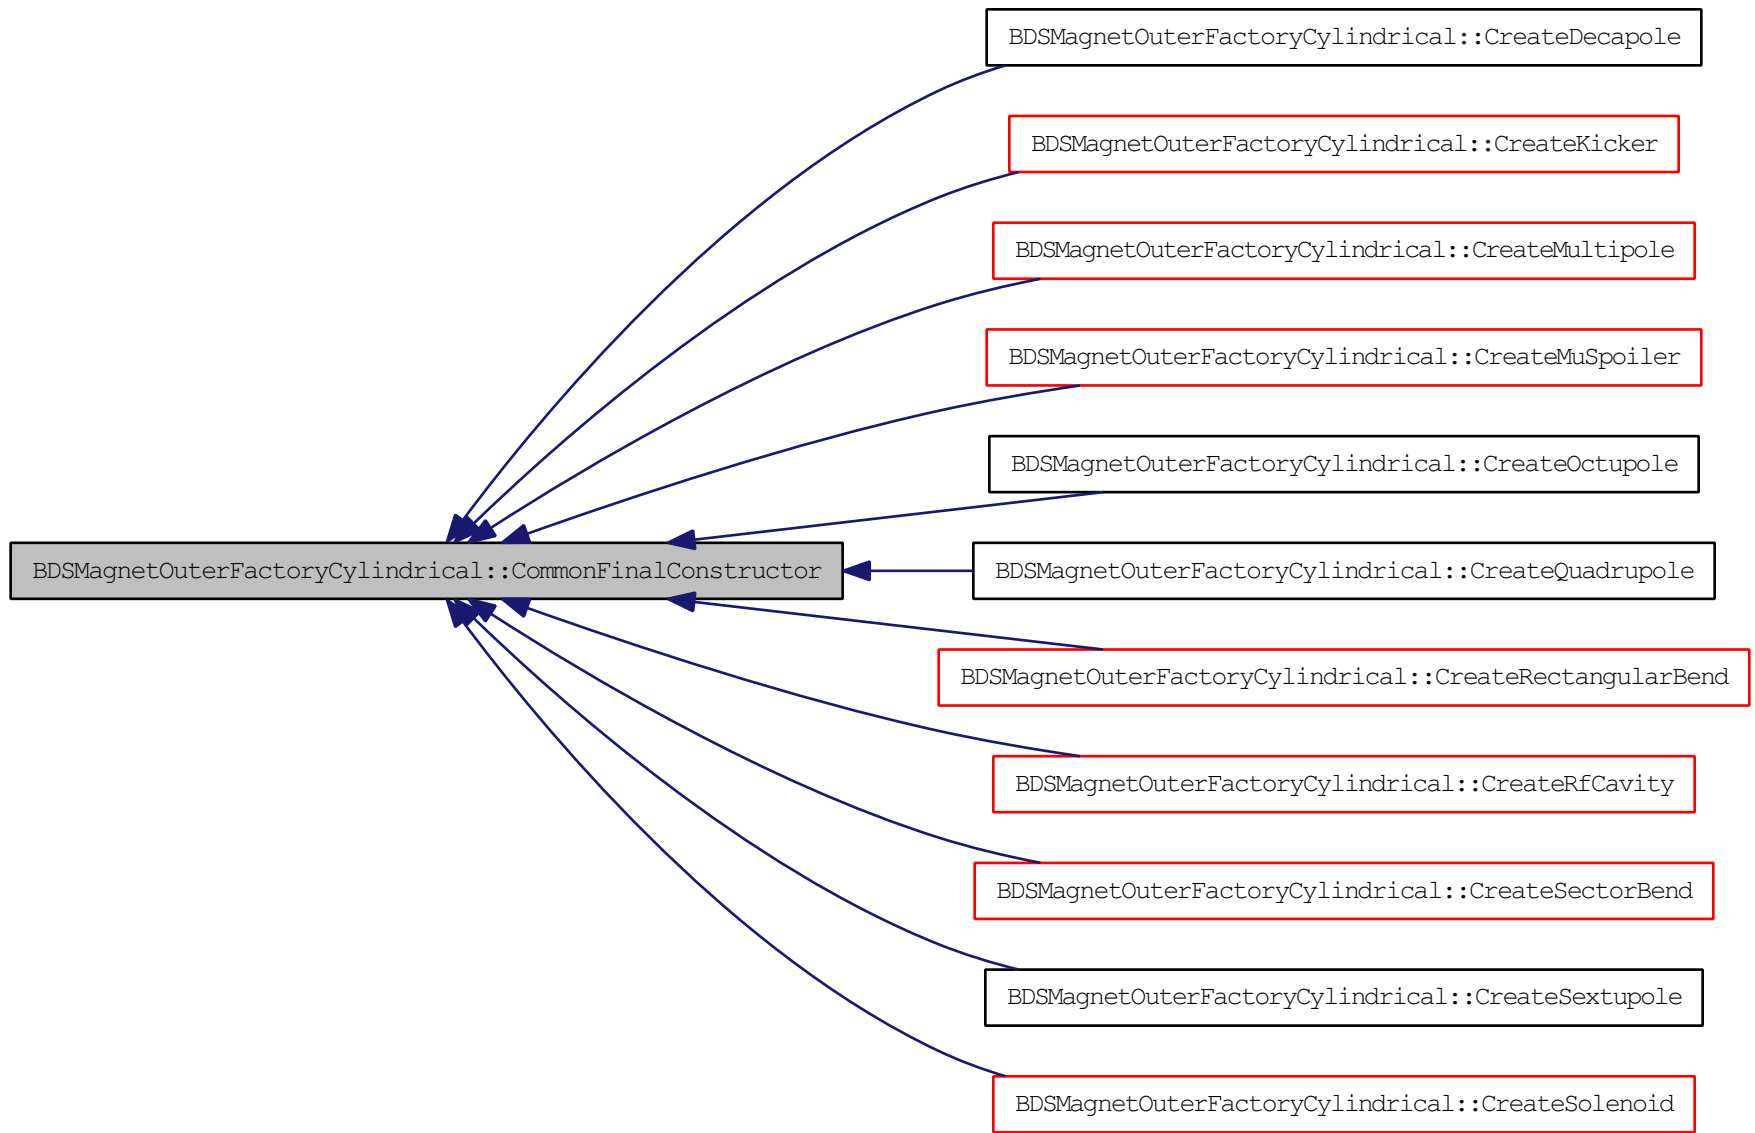 BDSMagnetOuterFactoryCylindrical::CreateDecapole
BDSMagnetOuterFactoryCylindrical::CreateKicker
BDSMagnetOuterFactoryCylindrical::CreateMultipole
BDSMagnetOuterFactoryCylindrical::CreateMuSpoiler
BDSMagnetOuterFactoryCylindrical::CreateOctupole
BDSMagnetOuterFactoryCylindrical::CommonFinalConstructor
BDSMagnetOuterFactoryCylindrical::CreateQuadrupole
BDSMagnetOuterFactoryCylindrical::CreateRectangularBend
BDSMagnetOuterFactoryCylindrical::CreateRfCavity
BDSMagnetOuterFactoryCylindrical::CreateSectorBend
BDSMagnetOuterFactoryCylindrical::CreateSextupole
BDSMagnetOuterFactoryCylindrical::CreateSolenoid